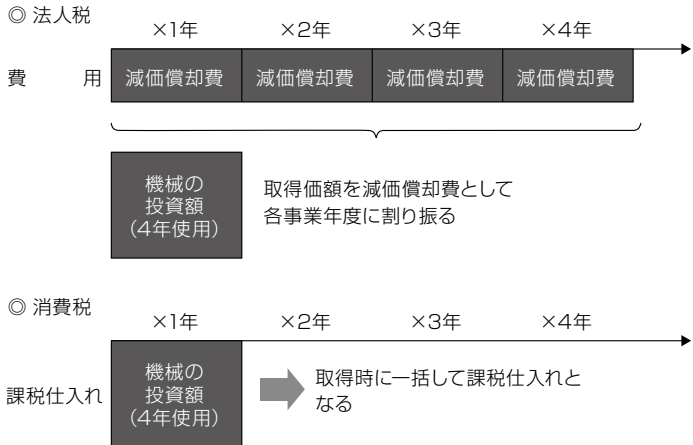 ◎ 法人税
×1年 ×2年 ×3年 ×4年
費 用 減価償却費 減価償却費 減価償却費 減価償却費
機械の
投資額
(4年使用)
取得価額を減価償却費として
各事業年度に割り振る
◎ 消費税
×1年 ×2年 ×3年 ×4年
課税仕入れ
機械の
投資額
(4年使用)
取得時に一括して課税仕入れと
なる